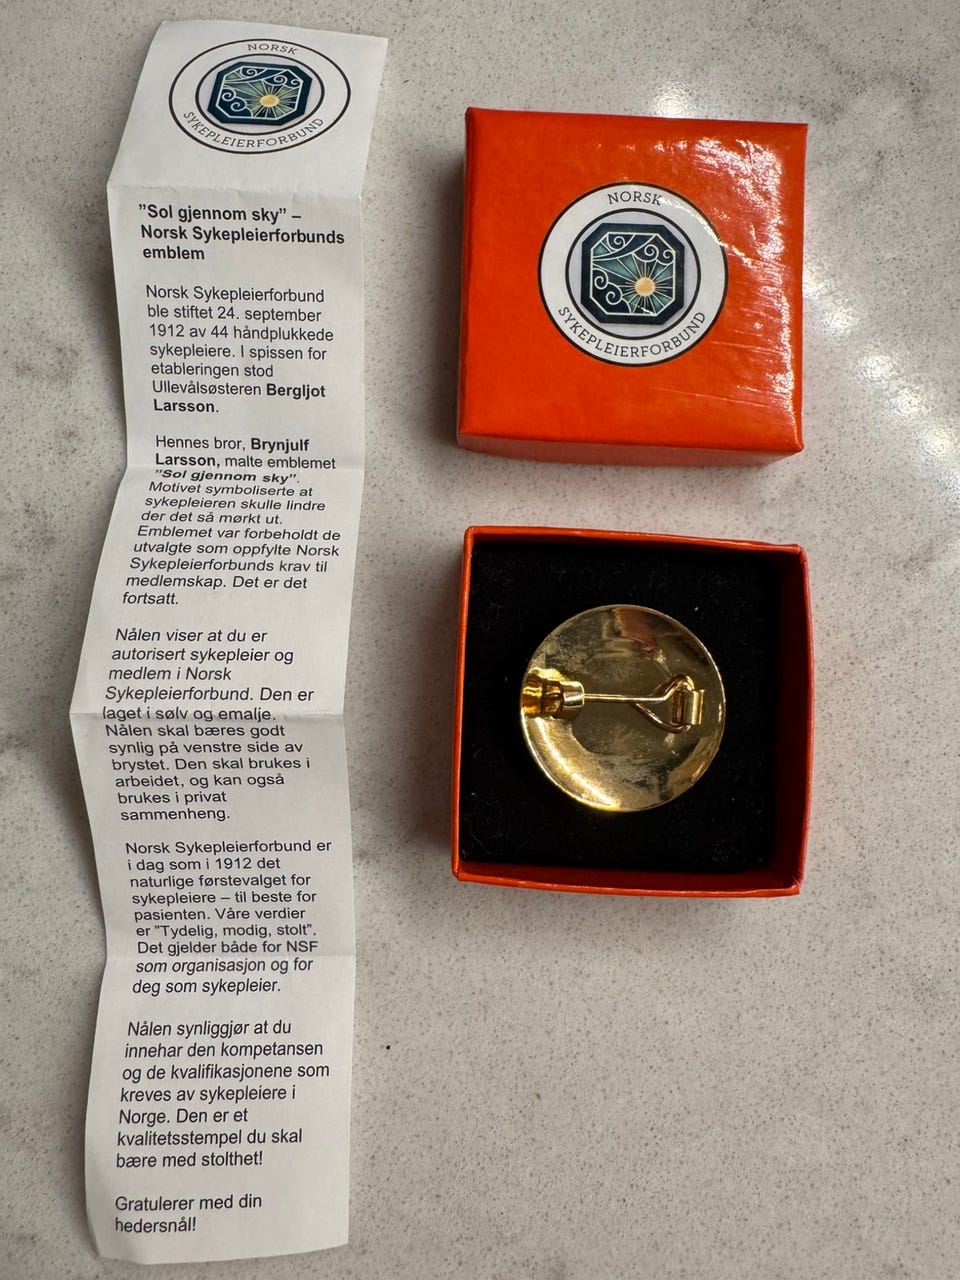 NORSK
SYKEPLEIERFORBUND
"Sol gjennom sky" –
Norsk Sykepleierforbunds
emblem
Norsk Sykepleierforbund
ble stiftet 24. september
1912 av 44 håndplukkede
sykepleiere. I spissen for
etableringen stod
Ullevålsøsteren Bergljot
Larsson.
Hennes bror, Brynjulf
Larsson, malte emblemet
"Sol gjennom sky".
Motivet symboliserte at
sykepleieren skulle lindre
der det så mørkt ut.
Emblemet var forbeholdt de
utvalgte som oppfylte Norsk
Sykepleierforbunds krav til
medlemskap. Det er det
fortsatt.
Nålen viser at du er
autorisert sykepleier og
medlem i Norsk
Sykepleierforbund. Den er
laget i sølv og emalje.
Nålen skal bæres godt
synlig på venstre side av
brystet. Den skal brukes i
arbeidet, og kan også
brukes i privat
sammenheng.
Norsk Sykepleierforbund er
i dag som i 1912 det
naturlige førstevalget for
sykepleiere – til beste for
pasienten. Våre verdier
er "Tydelig, modig, stolt".
Det gjelder både for NSF
som organisasjon og for
deg som sykepleier.
Nålen synliggjør at du
innehar den kompetansen
og de kvalifikasjonene som
kreves av sykepleiere i
Norge. Den er et
kvalitetsstempel du skal
bære med stolthet!
Gratulerer med din
hedersnål!
NORSK
SYKEPLEIERFORBUND